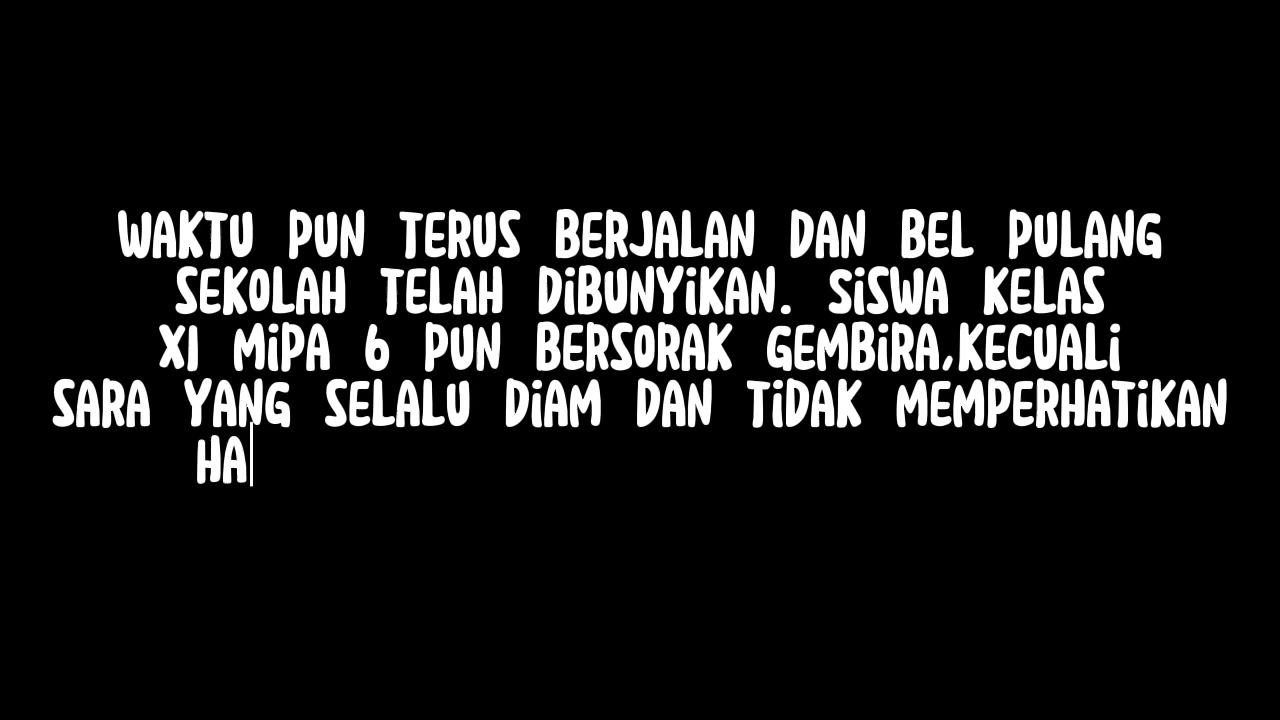 WAKTU PUN TERUS BERJALAN DAN BEL PULANG
SEKOLAH TELAH DiBUNYiKAN. SiSWA KELAS
XI MiPA 6 PUN BERSORAK GEMBiRA,KECUALi
SARA YANG SELALU DiAM DAN TiDAK MEMPERHATiKAN
HA